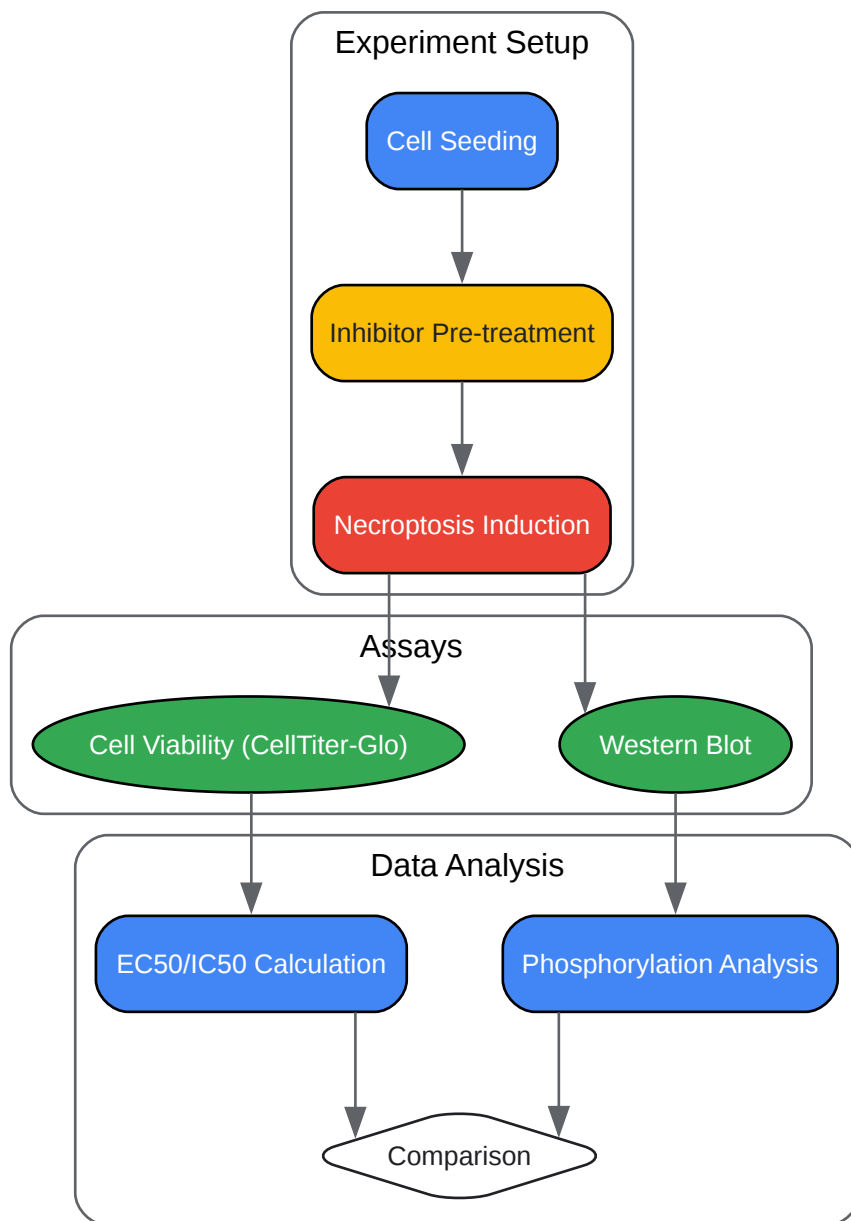 Experiment Setup
Cell Seeding
Inhibitor Pre-treatment
Necroptosis Induction
Assays
Cell Viability (CellTiter-Glo)
Western Blot
Data Analysis
EC50/IC50 Calculation
Phosphorylation Analysis
Comparison